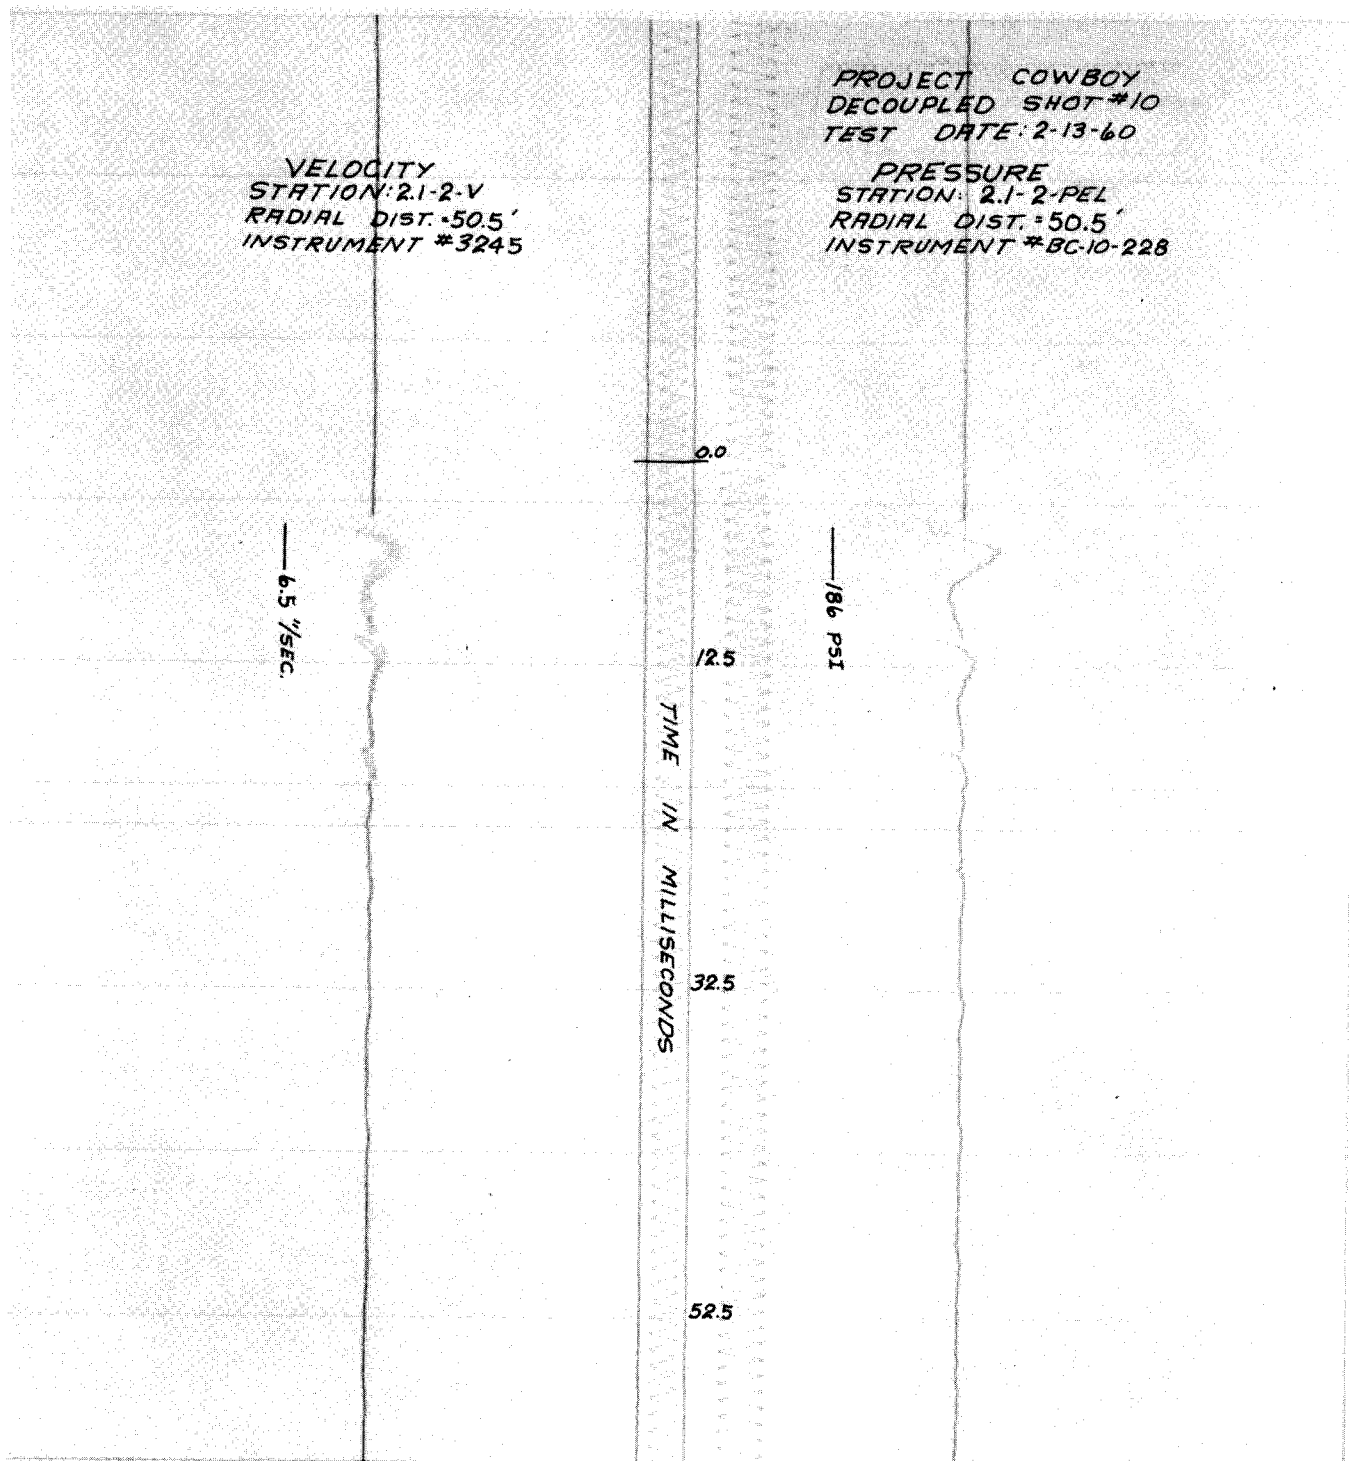 PROJECT COWBOY
DECOUPLED SHOT #10
TEST DATE: 2-13-60
VELOCITY
STATION: 2.1-2-V
RADIAL DIST. = 50.5'
INSTRUMENT #3245
PRESSURE
STATION: 2.1-2-PEL
RADIAL DIST. = 50.5'
INSTRUMENT #BC-10-228
0.0
6.5 "/SEC.
186 PSI
12.5
TIME IN MILLISECONDS
32.5
52.5